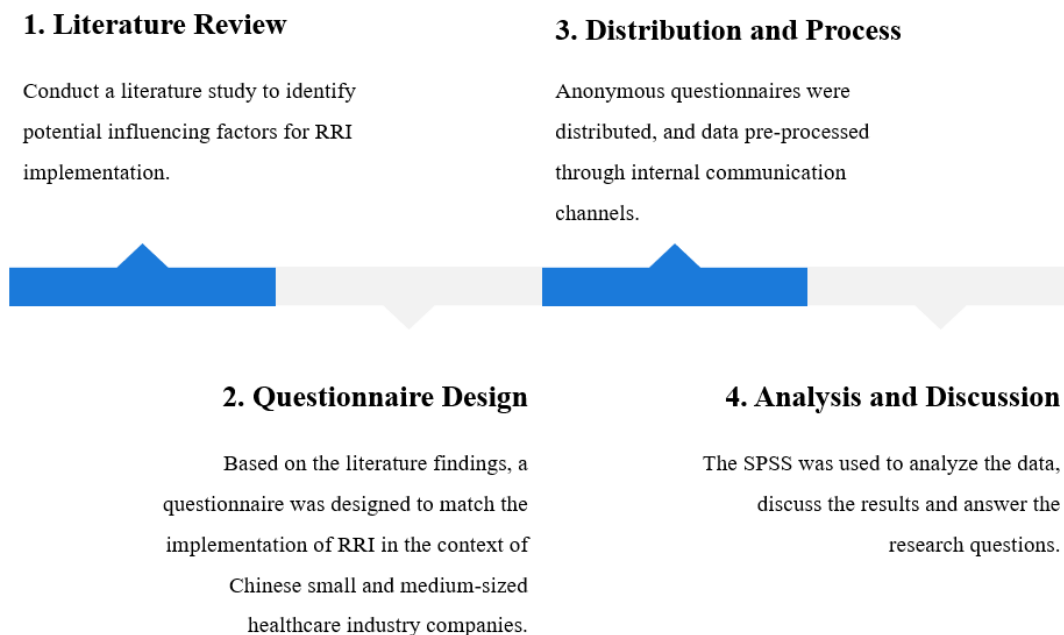 1. Literature Review
Conduct a literature study to identify
potential influencing factors for RRI
implementation.
2. Questionnaire Design
Based on the literature findings, a
questionnaire was designed to match the
implementation of RRI in the context of
Chinese small and medium-sized
healthcare industry companies.
3. Distribution and Process
Anonymous questionnaires were
distributed, and data pre-processed
through internal communication
channels.
4. Analysis and Discussion
The SPSS was used to analyze the data,
discuss the results and answer the
research questions.